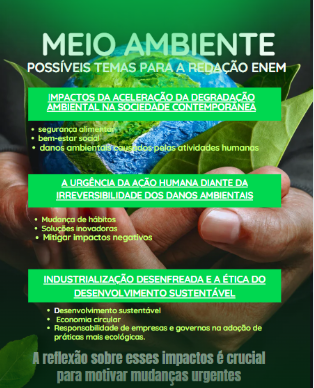 MEIO AMBIENTE
POSSÍVEIS TEMAS PARA A REDAÇÃO ENEM
IMPACTOS DA ACELERAÇÃO DA DEGRADAÇÃO
AMBIENTAL NA SOCIEDADE CONTEMPORÂNEA
• segurança alimentar
• bem-estar social
• danos ambientais causados pelas atividades humanas
A URGÊNCIA DA AÇÃO HUMANA DIANTE DA
IRREVERSIBILIDADE DOS DANOS AMBIENTAIS
• Mudança de hábitos
• Soluções inovadoras
• Mitigar impactos negativos
INDUSTRIALIZAÇÃO DESENFREADA E A ÉTICA DO
DESENVOLVIMENTO SUSTENTÁVEL
• Desenvolvimento sustentável
• Economia circular
• Responsabilidade de empresas e governos na adoção de
práticas mais ecológicas.
A reflexão sobre esses impactos é crucial
para motivar mudanças urgentes